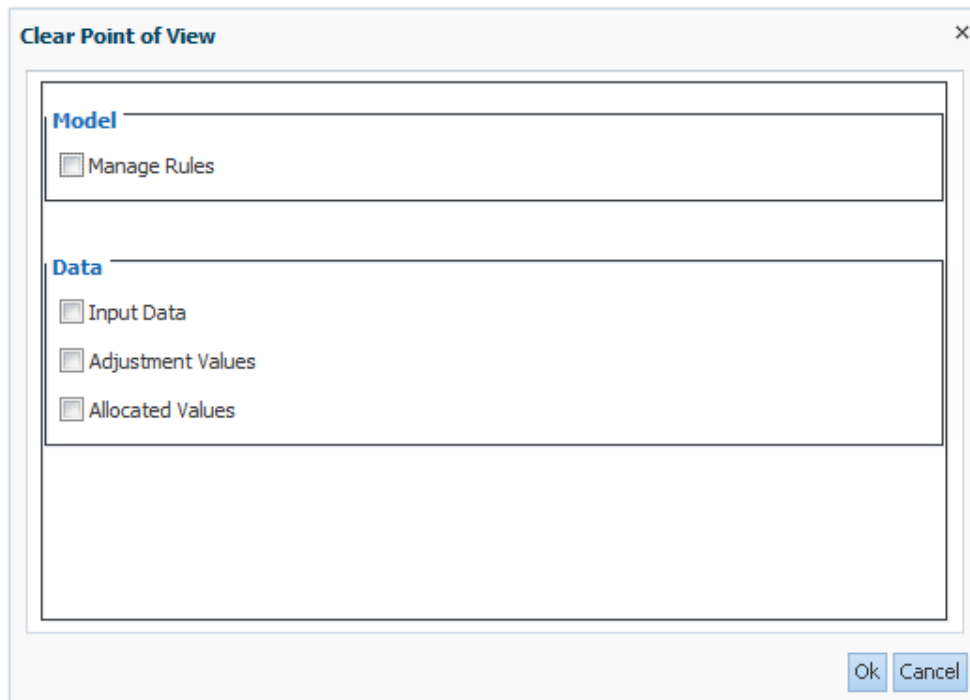 Clear Point of View
Model
Manage Rules
Data
Input Data
Adjustment Values
Allocated Values
Ok Cancel